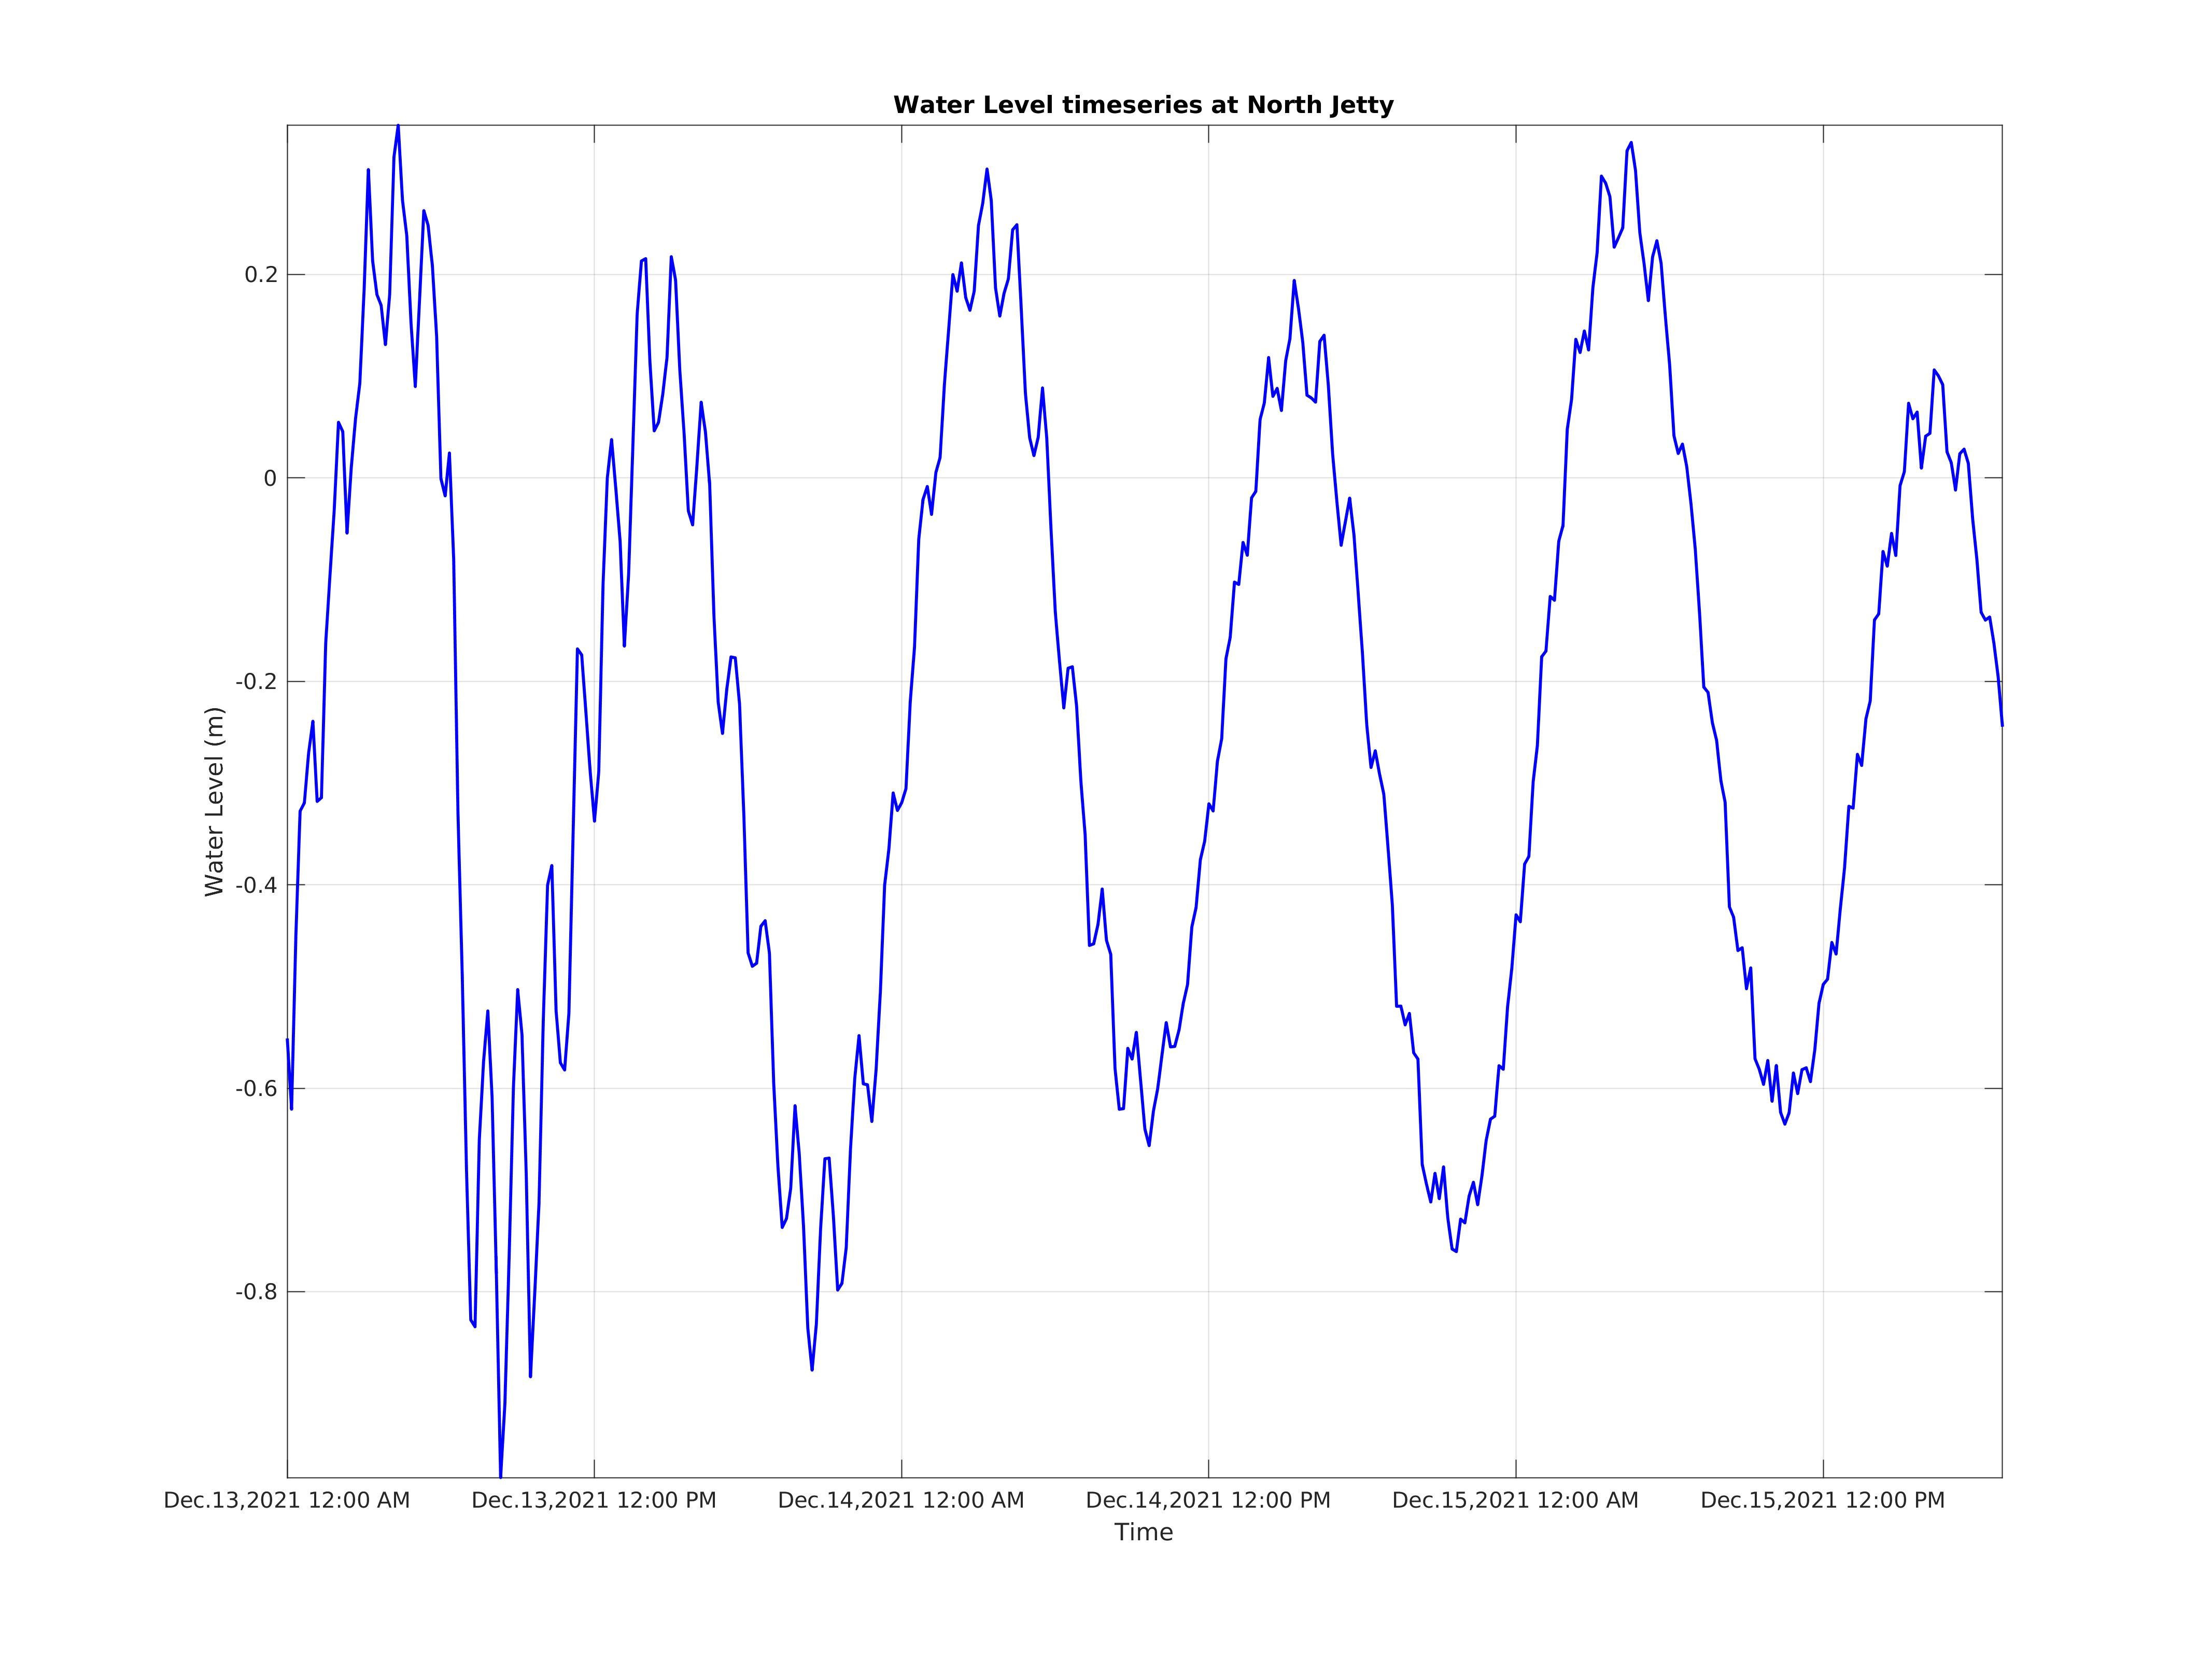 Water Level timeseries at North Jetty
0.2
0
-0.2
-0.4
-0.6
-0.8
Water Level (m)
Dec.13,2021 12:00 AM Dec.13,2021 12:00 PM Dec.14,2021 12:00 AM Dec.14,2021 12:00 PM Dec.15,2021 12:00 AM Dec.15,2021 12:00 PM
Time